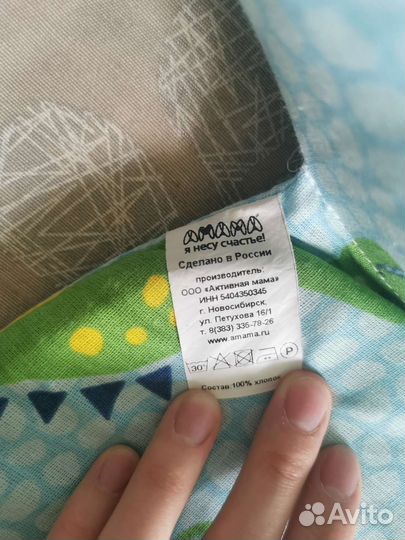 AMAMA
я несу счастье!
Сделано в России
производитель:
ООО «Активная мама»
ИНН 5404350345
г. Новосибирск,
ул. Петухова 16/1
т. 8(383) 335-78-26
www.amama.ru
30° P
Состав 100% хлопок
Avito